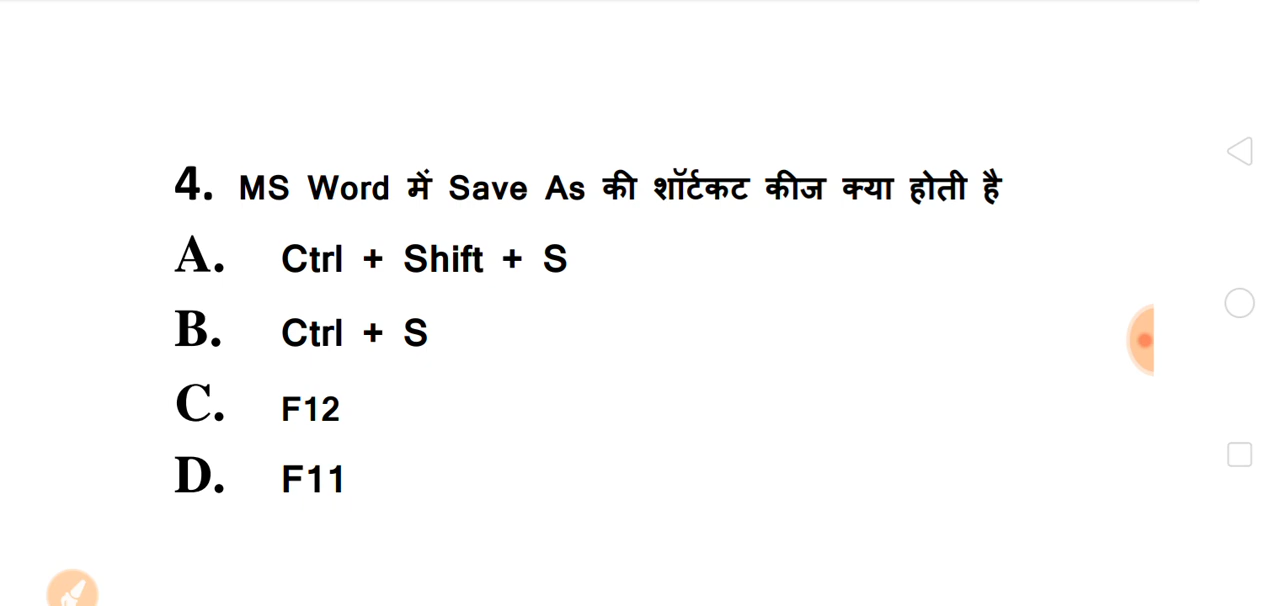 4. MS Word में Save As की शॉर्टकट कीज क्या होती है
A. Ctrl + Shift + S
B. Ctrl + S
C. F12
D. F11